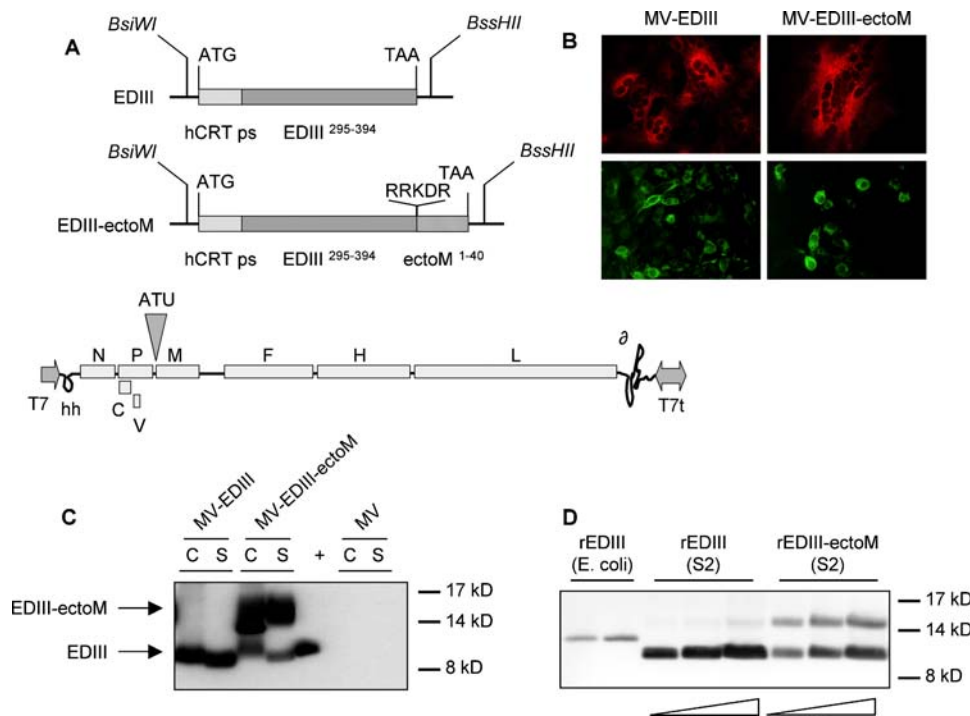 A
BsiWI
BssHII
ATG
TAA
EDIII
hCRT ps
EDIII 295-394
BsiWI
BssHII
ATG
TAA
RRKDR
EDIII-ectoM
hCRT ps
EDIII 295-394
ectoM 1-40
B
MV-EDIII
MV-EDIII-ectoM
ATU
N
P
M
F
H
L
∂
T7
hh
C
V
T7t
C
MV-EDIII
MV-EDIII-ectoM
MV
C S
C S
+
C S
EDIII-ectoM
EDIII
17 kD
14 kD
8 kD
D
rEDIII
(E. coli)
rEDIII
(S2)
rEDIII-ectoM
(S2)
17 kD
14 kD
8 kD